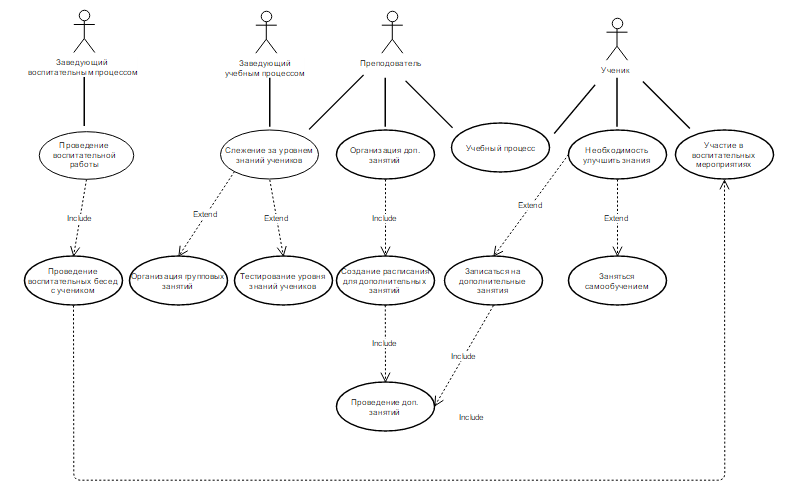 Заведующий
воспитательным процессом
Заведующий
учебным процессом
Преподователь
Ученик
Проведение
воспитательной
работы
Слежение за уровнем
знаний учеников
Организация доп.
занятий
Учебный процесс
Необходимость
улучшить знания
Участие в
воспитательных
мероприятиях
Include
Extend
Extend
Include
Extend
Extend
Проведение
воспитательных бесед
с учеником
Организация групповых
занятий
Тестирование уровня
знаний учеников
Создание расписания
для дополнительных
занятий
Записаться на
дополнительные
занятия
Заняться
самообучением
Include
Include
Проведение доп.
занятий
Include